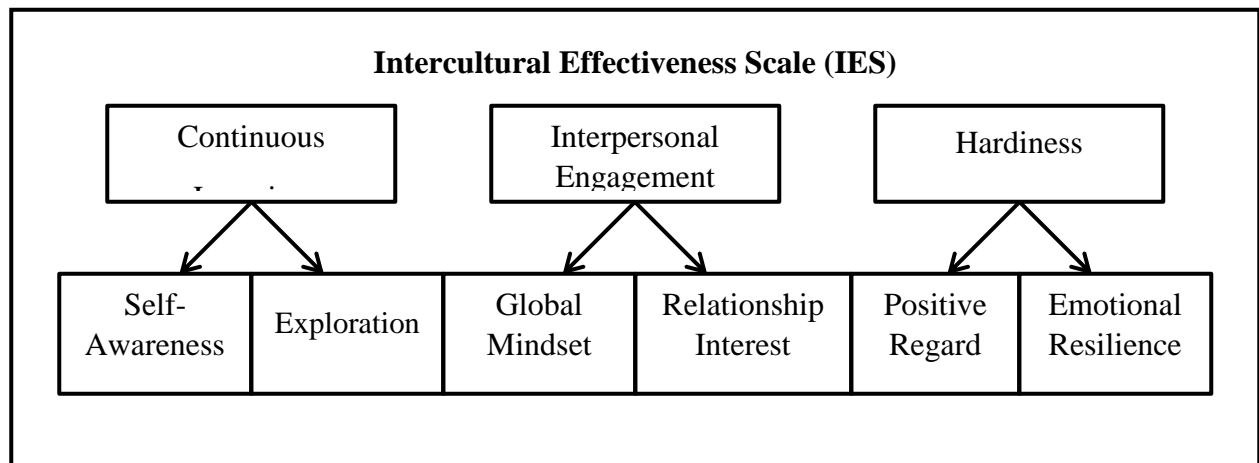 Intercultural Effectiveness Scale (IES)
Continuous
Interpersonal
Engagement
Hardiness
Self-
Awareness
Exploration
Global
Mindset
Relationship
Interest
Positive
Regard
Emotional
Resilience